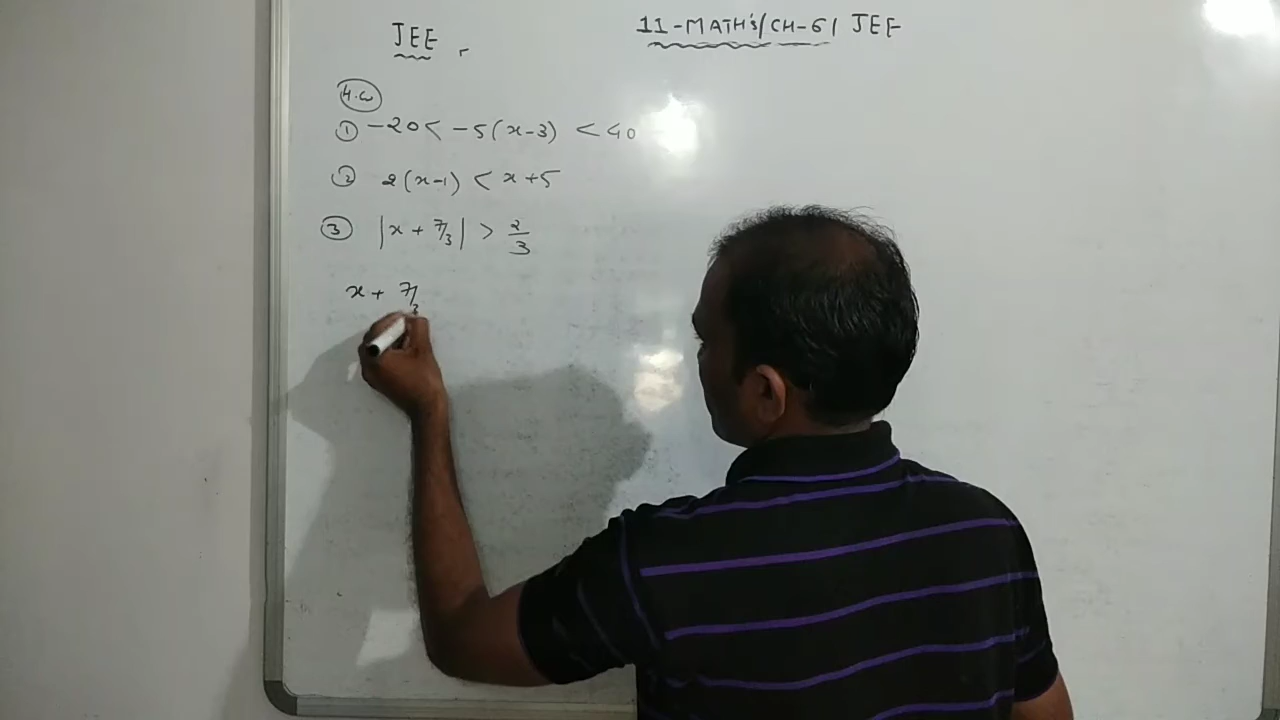 JEE
11-MATH's/CH-6/ JEE
H.W
① -20 < -5(x-3) < 40
② 2(x-1) < x+5
③ |x + 7/3| > 2/3
x + 7/3